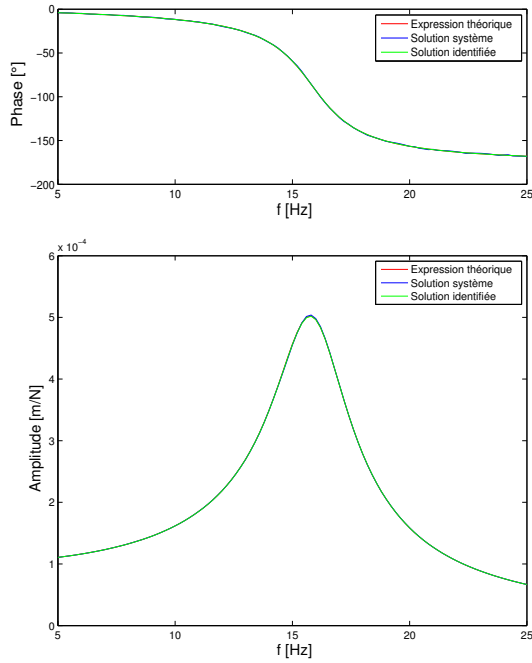 0
−50
−100
−150
−200
Phase [°]
5
10
15
20
25
f [Hz]
Expression théorique
Solution système
Solution identifiée
x 10⁻⁴
6
5
4
3
2
1
0
Amplitude [m/N]
5
10
15
20
25
f [Hz]
Expression théorique
Solution système
Solution identifiée